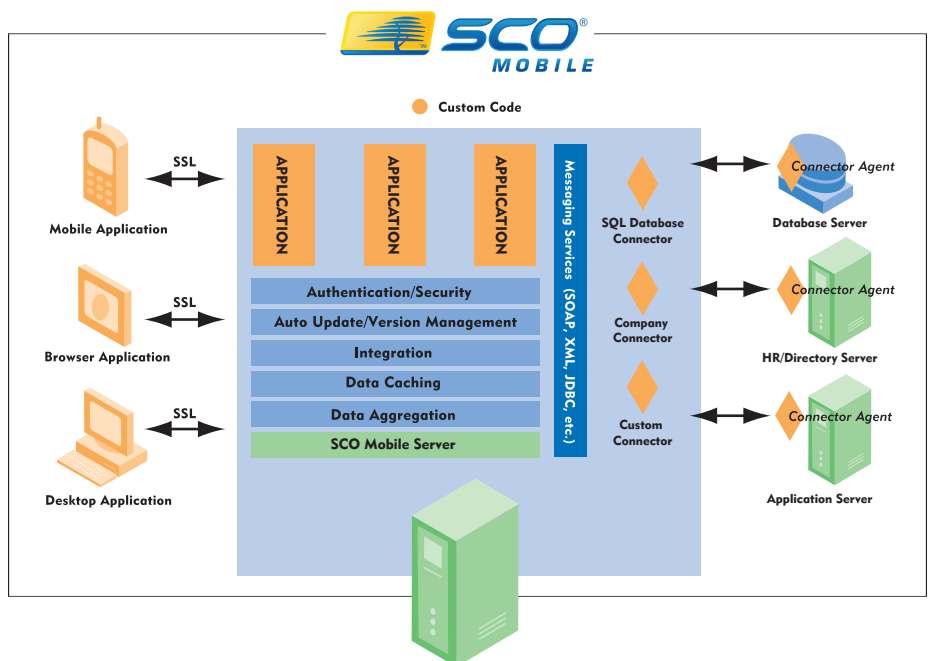 SCO®
TM
MOBILE
Custom Code
SSL
Mobile Application
SSL
Browser Application
SSL
Desktop Application
APPLICATION
APPLICATION
APPLICATION
Authentication/Security
Auto Update/Version Management
Integration
Data Caching
Data Aggregation
SCO Mobile Server
Messaging Services (SOAP, XML, JDBC, etc.)
SQL Database
Connector
Company
Connector
Custom
Connector
Connector Agent
Database Server
Connector Agent
HR/Directory Server
Connector Agent
Application Server